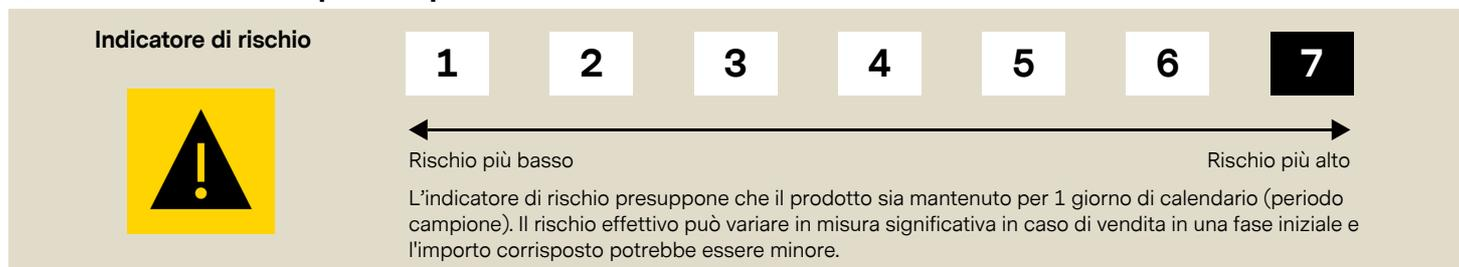 Indicatore di rischio
1 2 3 4 5 6 7
Rischio più basso
Rischio più alto
L’indicatore di rischio presuppone che il prodotto sia mantenuto per 1 giorno di calendario (periodo
campione). Il rischio effettivo può variare in misura significativa in caso di vendita in una fase iniziale e
l'importo corrisposto potrebbe essere minore.